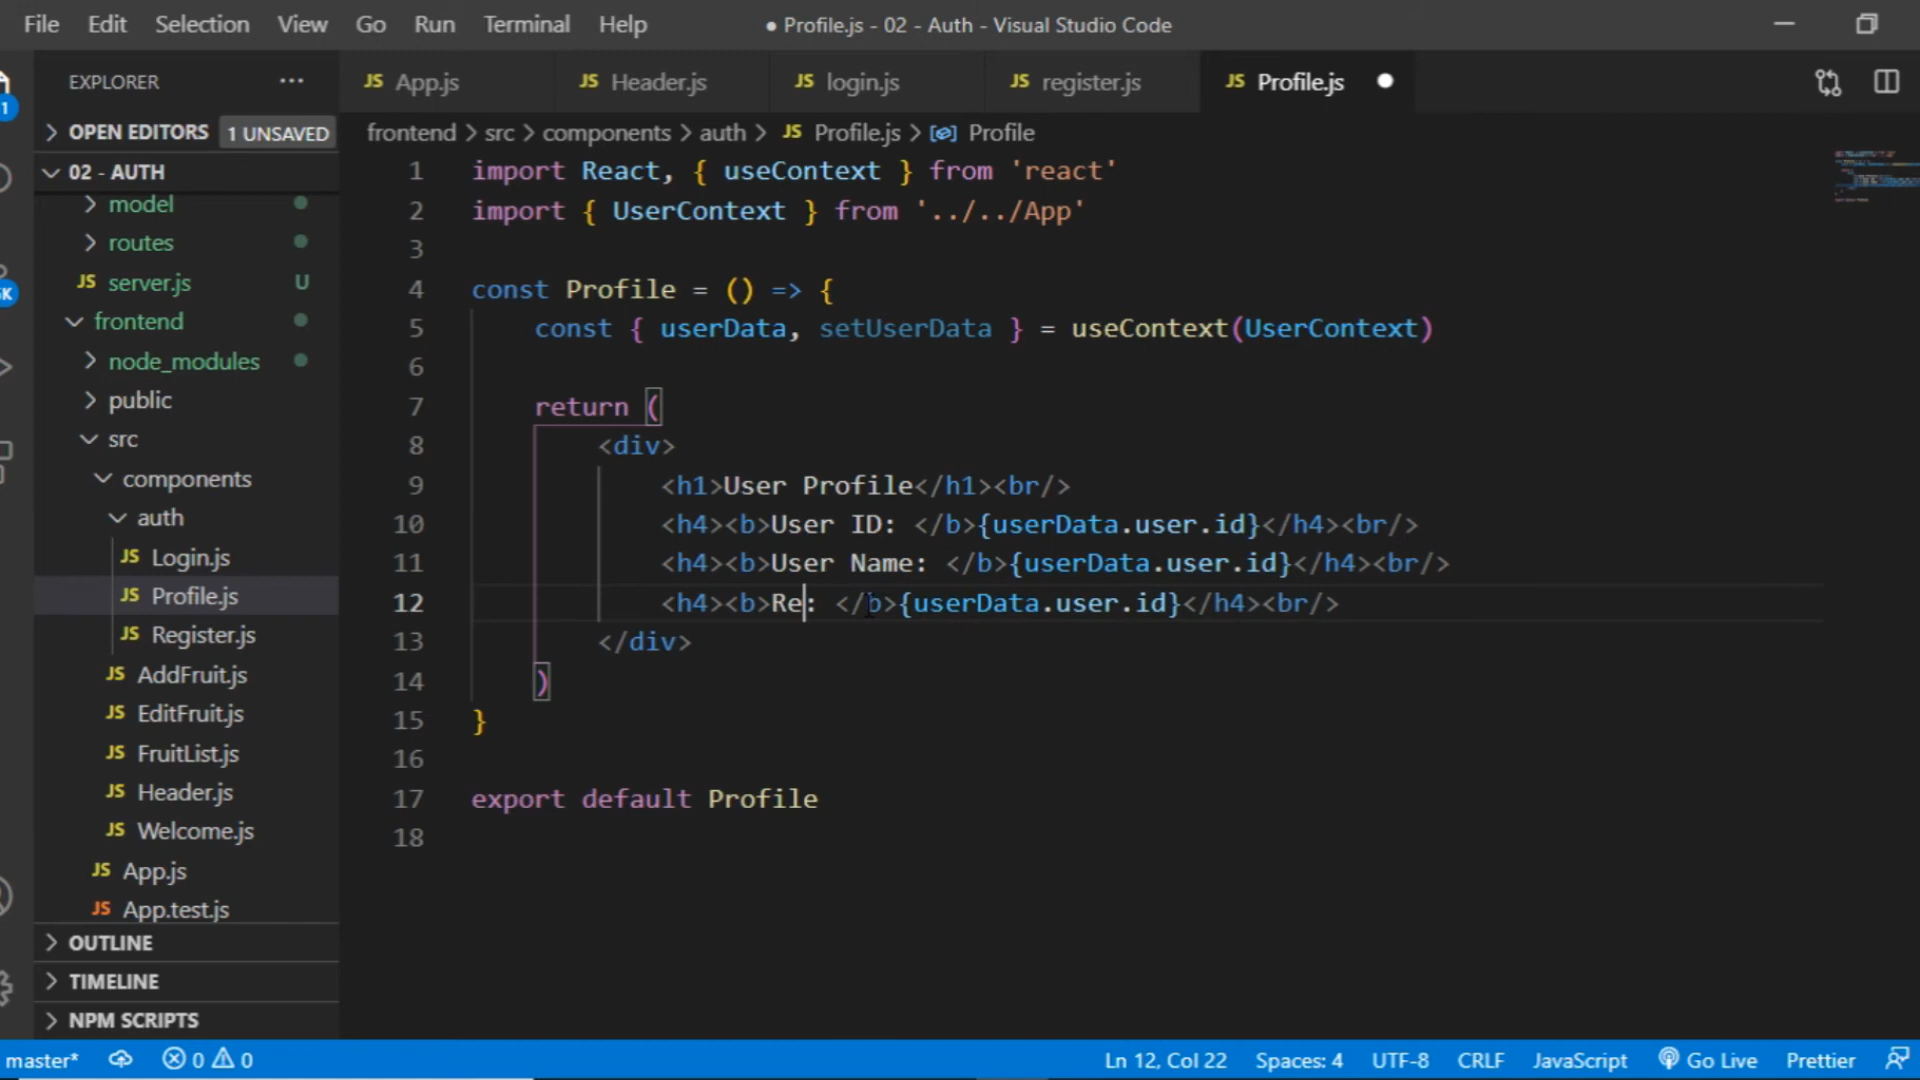 File Edit Selection View Go Run Terminal Help ● Profile.js - 02 - Auth - Visual Studio Code
EXPLORER ...
JS App.js JS Header.js JS login.js JS register.js JS Profile.js
OPEN EDITORS 1 UNSAVED
02 - AUTH
model
routes
JS server.js U
frontend
node_modules
public
src
components
auth
JS Login.js
JS Profile.js
JS Register.js
JS AddFruit.js
JS EditFruit.js
JS FruitList.js
JS Header.js
JS Welcome.js
JS App.js
JS App.test.js
OUTLINE
TIMELINE
NPM SCRIPTS
1
K
frontend > src > components > auth > JS Profile.js > Profile
1 import React, { useContext } from 'react'
2 import { UserContext } from '../../App'
3
4 const Profile = () => {
5 const { userData, setUserData } = useContext(UserContext)
6
7 return (
8 <div>
9 <h1>User Profile</h1><br/>
10 <h4><b>User ID: </b>{userData.user.id}</h4><br/>
11 <h4><b>User Name: </b>{userData.user.id}</h4><br/>
12 <h4><b>Re: </b>{userData.user.id}</h4><br/>
13 </div>
14 )
15 }
16
17 export default Profile
18
master* 0 0 Ln 12, Col 22 Spaces: 4 UTF-8 CRLF JavaScript Go Live Prettier